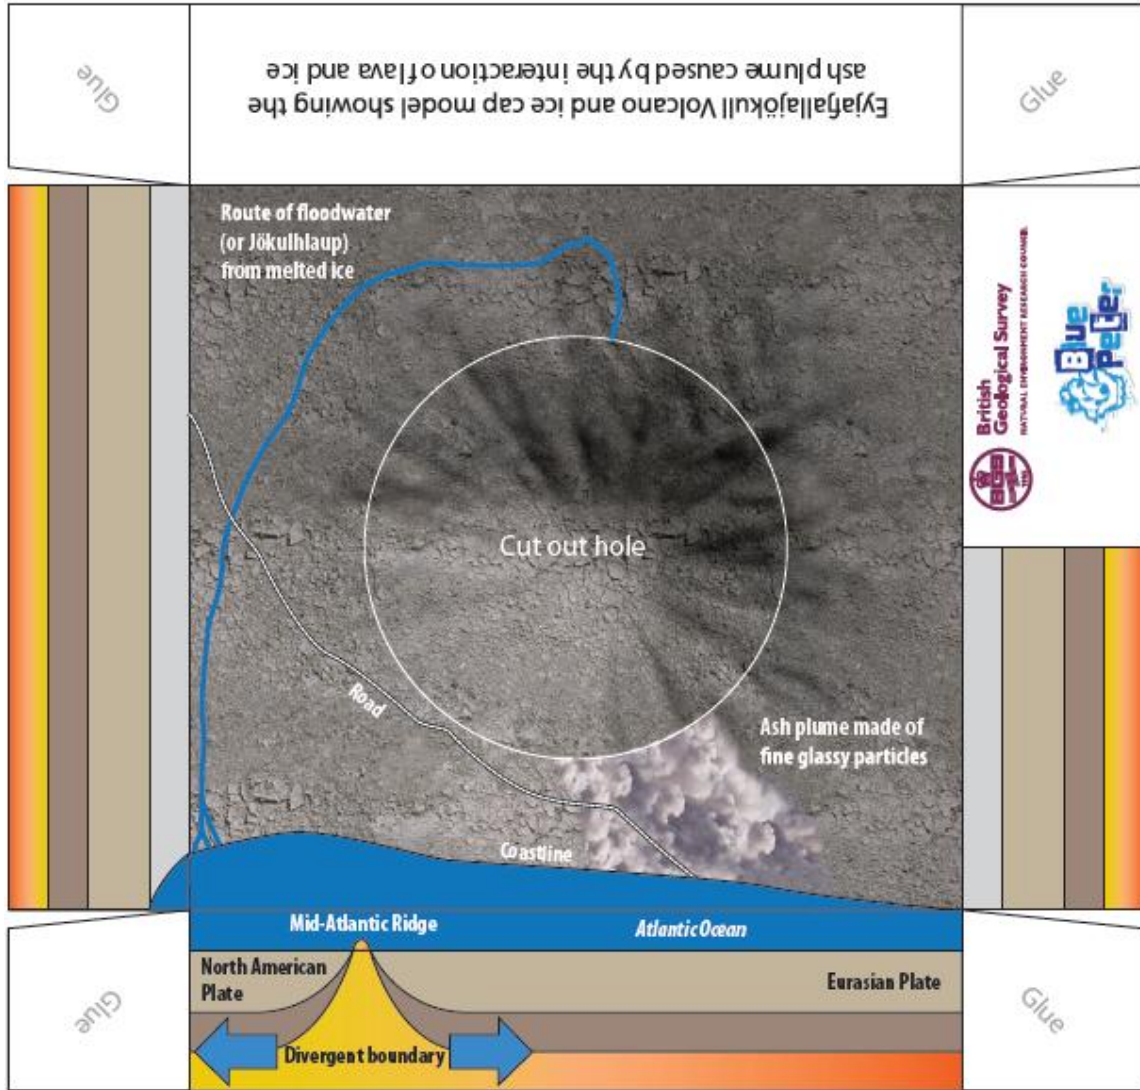 Glue
Eyjafjallajökull Volcano and ice cap model showing the
ash plume caused by the interaction of lava and ice
Glue
Route of floodwater
(or Jökulhlaup)
from melted ice
British
Geological Survey
NATURAL ENVIRONMENT RESEARCH COUNCIL
BGS
1835
Blue
Peter
Cut out hole
Road
Ash plume made of
fine glassy particles
Coastline
Mid-Atlantic Ridge
Atlantic Ocean
North American
Plate
Eurasian Plate
Divergent boundary
Glue
Glue